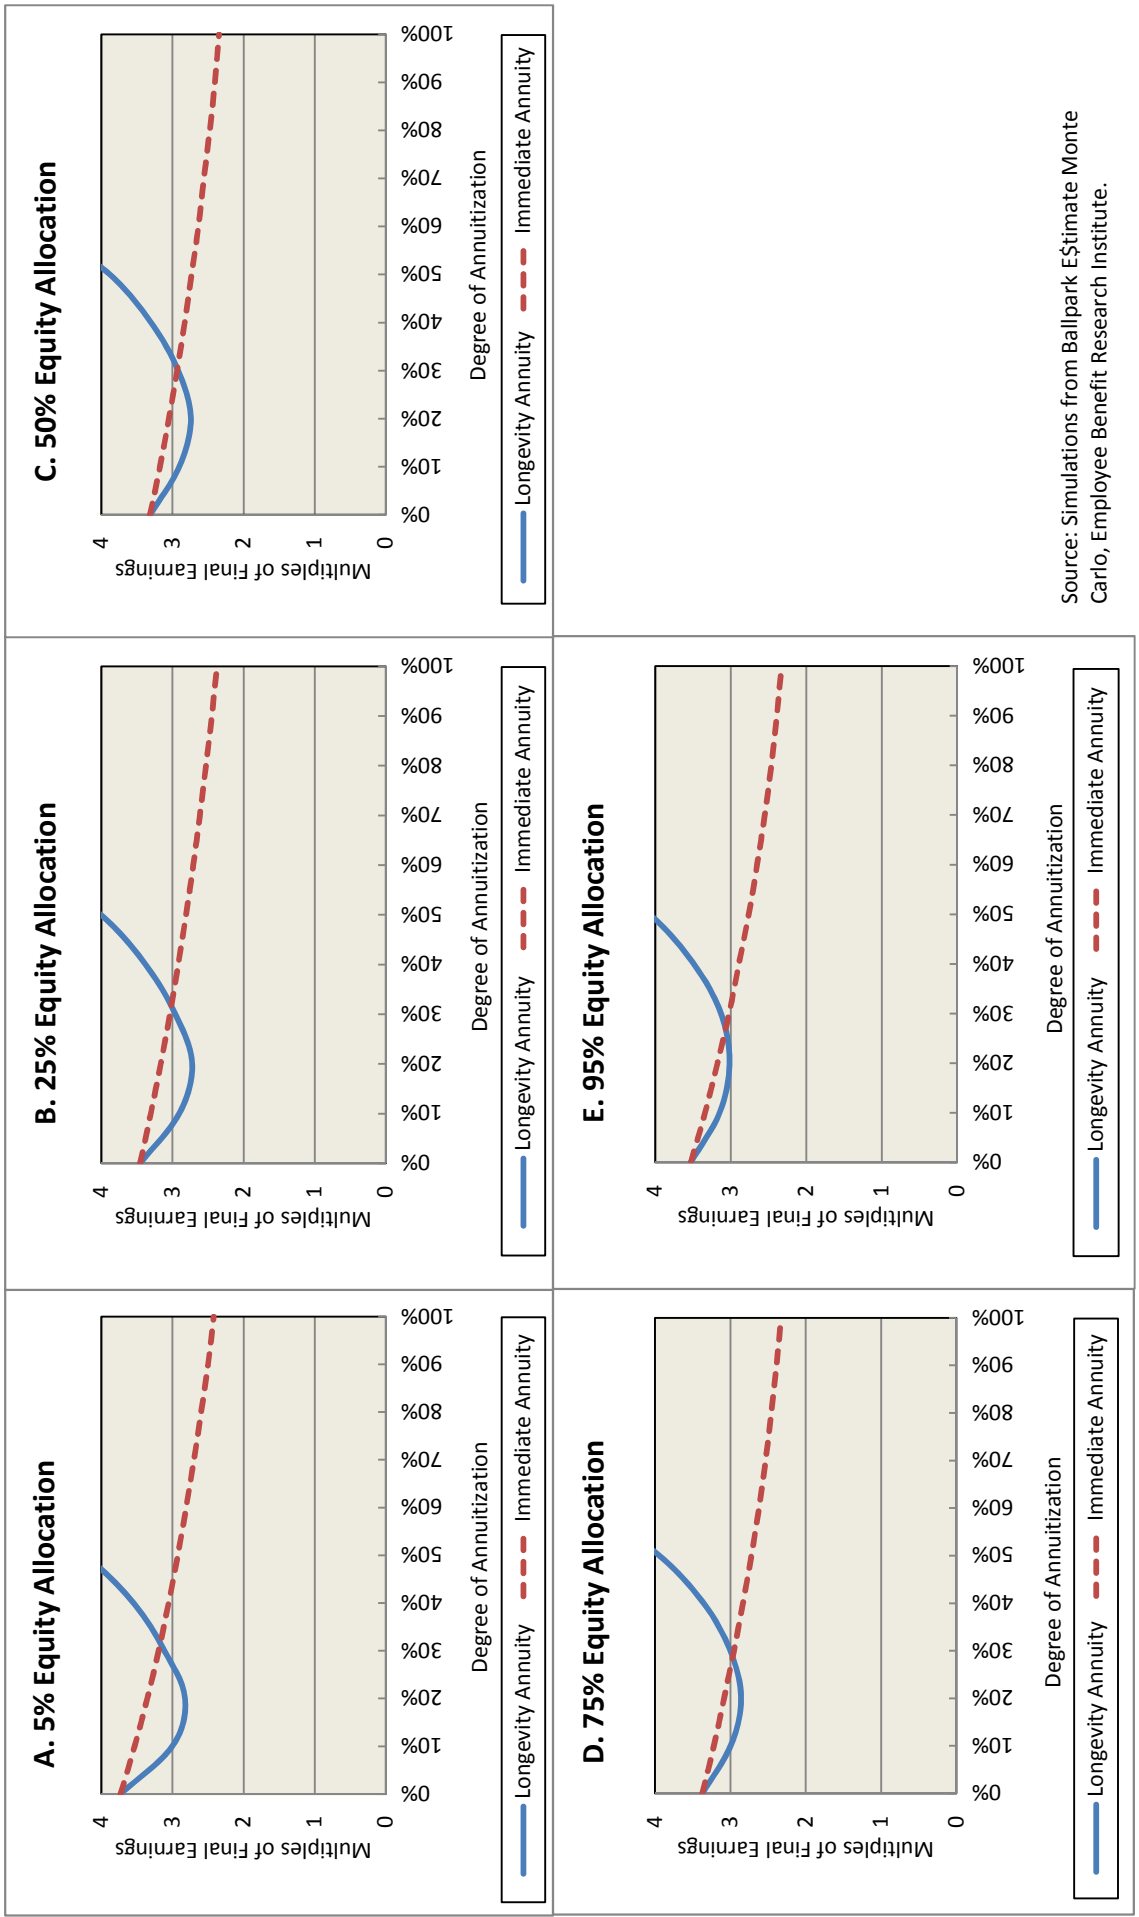 A. 5% Equity Allocation
4
3
2
1
0
Multiples of Final Earnings
0% 10% 20% 30% 40% 50% 60% 70% 80% 90% 100%
Degree of Annuitization
Longevity Annuity Immediate Annuity
B. 25% Equity Allocation
4
3
2
1
0
Multiples of Final Earnings
0% 10% 20% 30% 40% 50% 60% 70% 80% 90% 100%
Degree of Annuitization
Longevity Annuity Immediate Annuity
C. 50% Equity Allocation
4
3
2
1
0
Multiples of Final Earnings
0% 10% 20% 30% 40% 50% 60% 70% 80% 90% 100%
Degree of Annuitization
Longevity Annuity Immediate Annuity
D. 75% Equity Allocation
4
3
2
1
0
Multiples of Final Earnings
0% 10% 20% 30% 40% 50% 60% 70% 80% 90% 100%
Degree of Annuitization
Longevity Annuity Immediate Annuity
E. 95% Equity Allocation
4
3
2
1
0
Multiples of Final Earnings
0% 10% 20% 30% 40% 50% 60% 70% 80% 90% 100%
Degree of Annuitization
Longevity Annuity Immediate Annuity
Source: Simulations from Ballpark E$timate Monte
Carlo, Employee Benefit Research Institute.